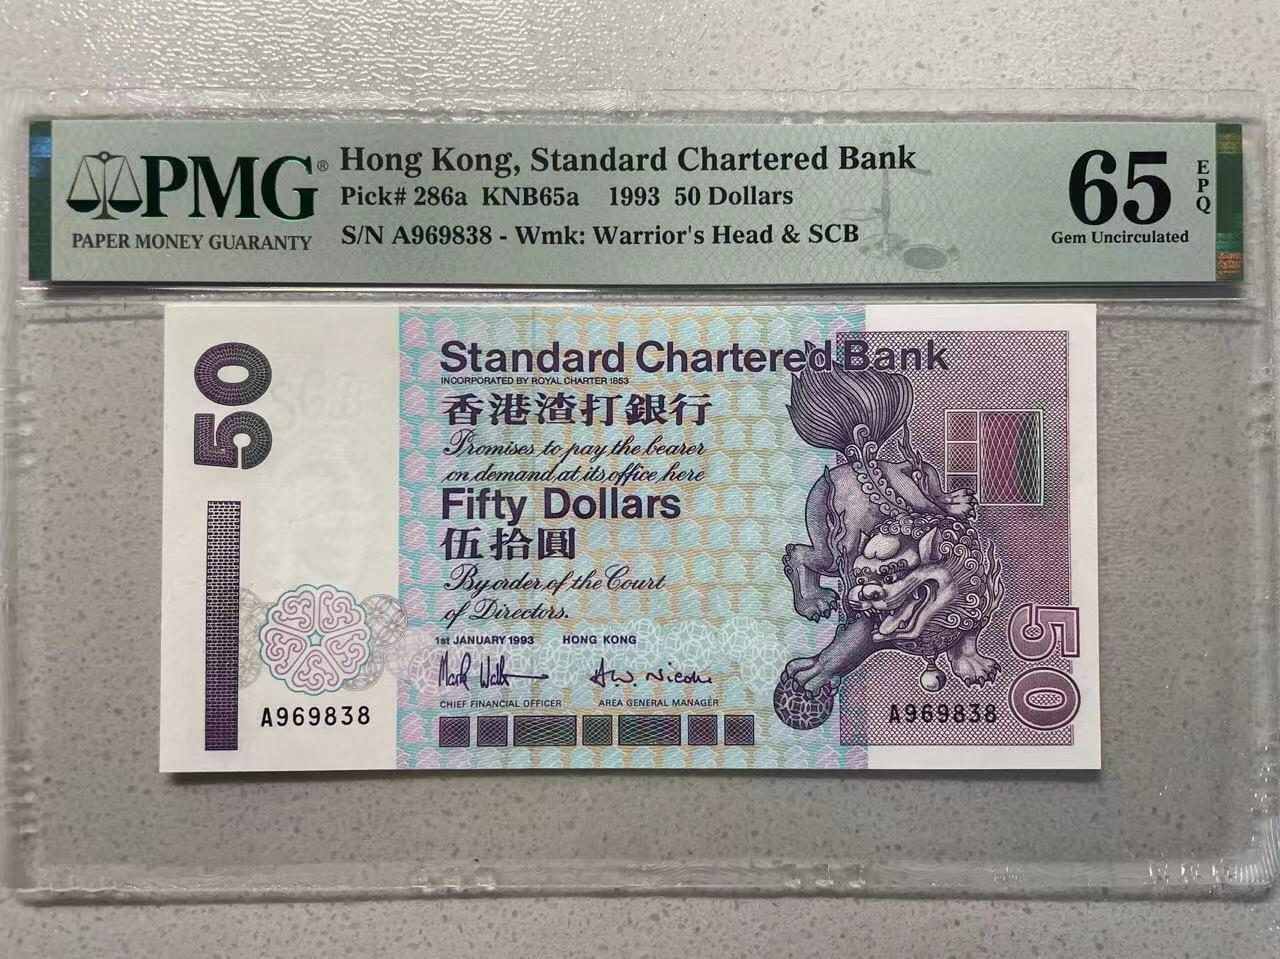 PMG®
PAPER MONEY GUARANTY
Hong Kong, Standard Chartered Bank
Pick# 286a KNB65a 1993 50 Dollars
S/N A969838 - Wmk: Warrior's Head & SCB
65
EPQ
Gem Uncirculated
50
Standard Chartered Bank
INCORPORATED BY ROYAL CHARTER 1853
香港渣打銀行
Promises to pay the bearer
on demand at its office here
Fifty Dollars
伍拾圓
By order of the Court
of Directors.
1st JANUARY 1993 HONG KONG
CHIEF FINANCIAL OFFICER AREA GENERAL MANAGER
A969838
A969838
50